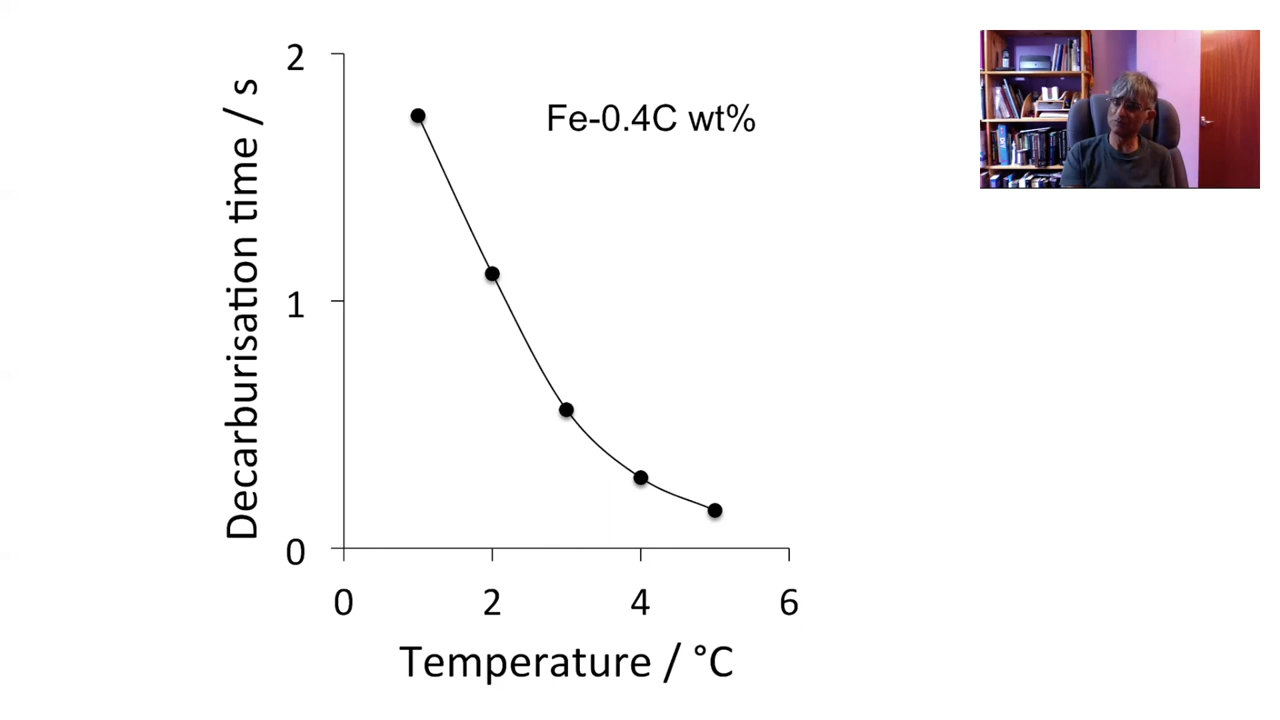 Fe-0.4C wt%
Decarburisation time / s
2
1
0
0 2 4 6
Temperature / °C